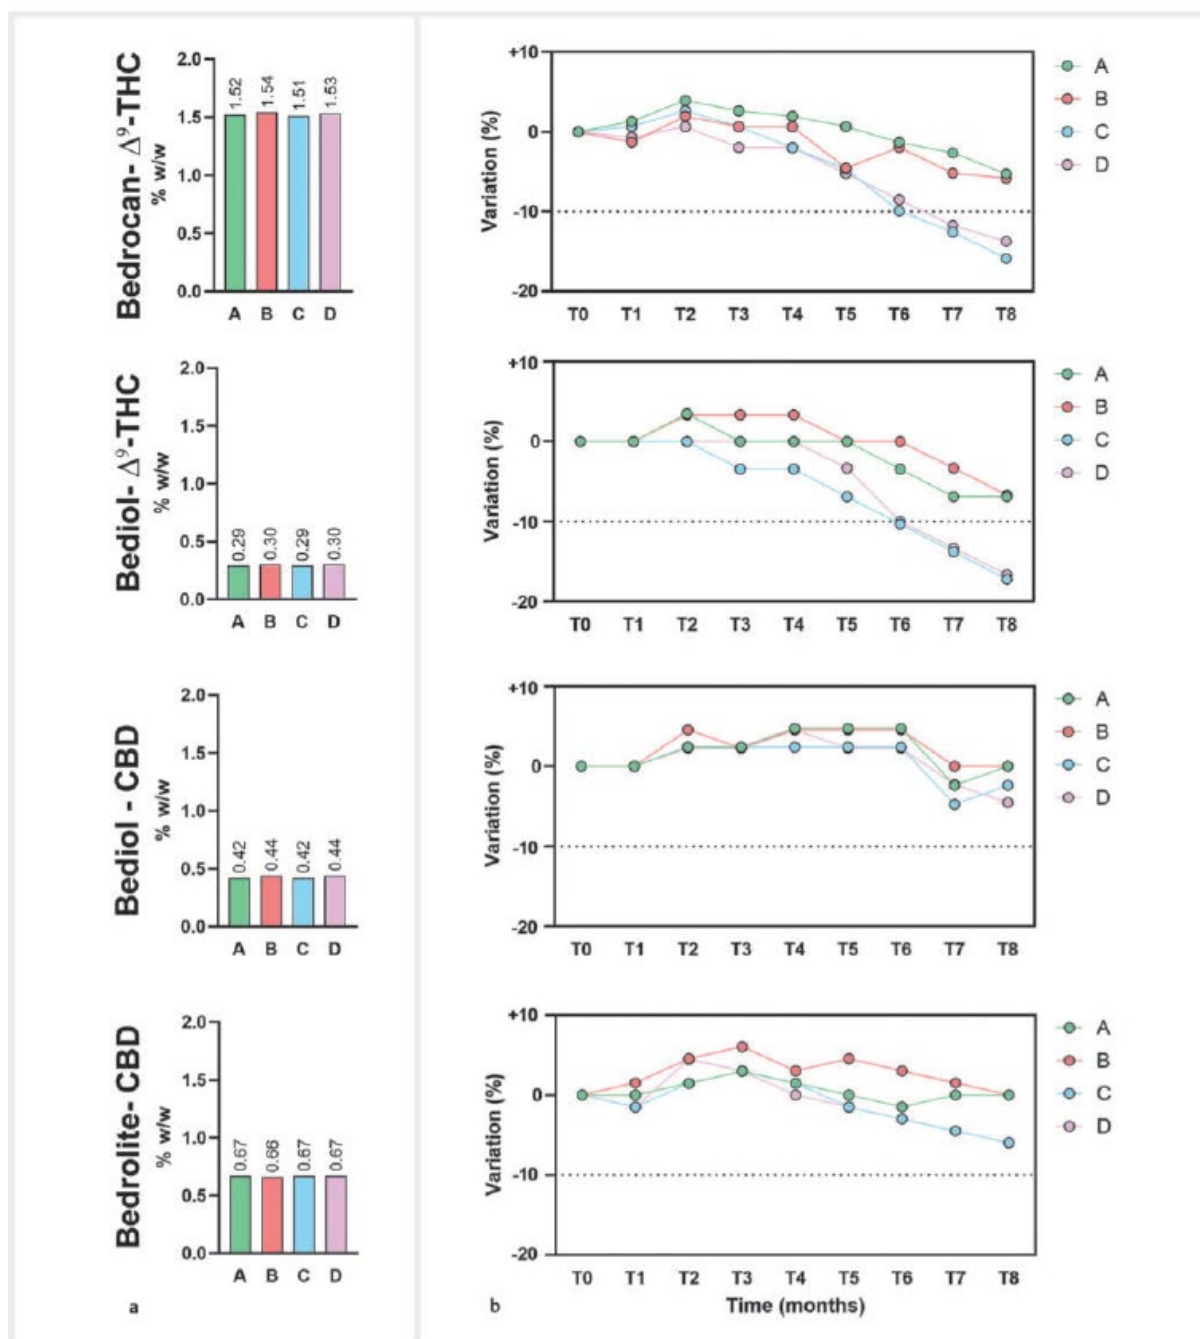 Bedrocan- Δ⁹-THC
% w/w
2.0
1.5
1.0
0.5
0.0
1.52
1.54
1.51
1.53
A B C D
Variation (%)
+10
0
-10
-20
T0 T1 T2 T3 T4 T5 T6 T7 T8
A
B
C
D
Bediol- Δ⁹-THC
% w/w
2.0
1.5
1.0
0.5
0.0
0.29
0.30
0.29
0.30
A B C D
Variation (%)
+10
0
-10
-20
T0 T1 T2 T3 T4 T5 T6 T7 T8
A
B
C
D
Bediol - CBD
% w/w
2.0
1.5
1.0
0.5
0.0
0.42
0.44
0.42
0.44
A B C D
Variation (%)
+10
0
-10
-20
T0 T1 T2 T3 T4 T5 T6 T7 T8
A
B
C
D
Bedrolite- CBD
% w/w
2.0
1.5
1.0
0.5
0.0
0.67
0.66
0.67
0.67
A B C D
a
Variation (%)
+10
0
-10
-20
T0 T1 T2 T3 T4 T5 T6 T7 T8
A
B
C
D
b
Time (months)